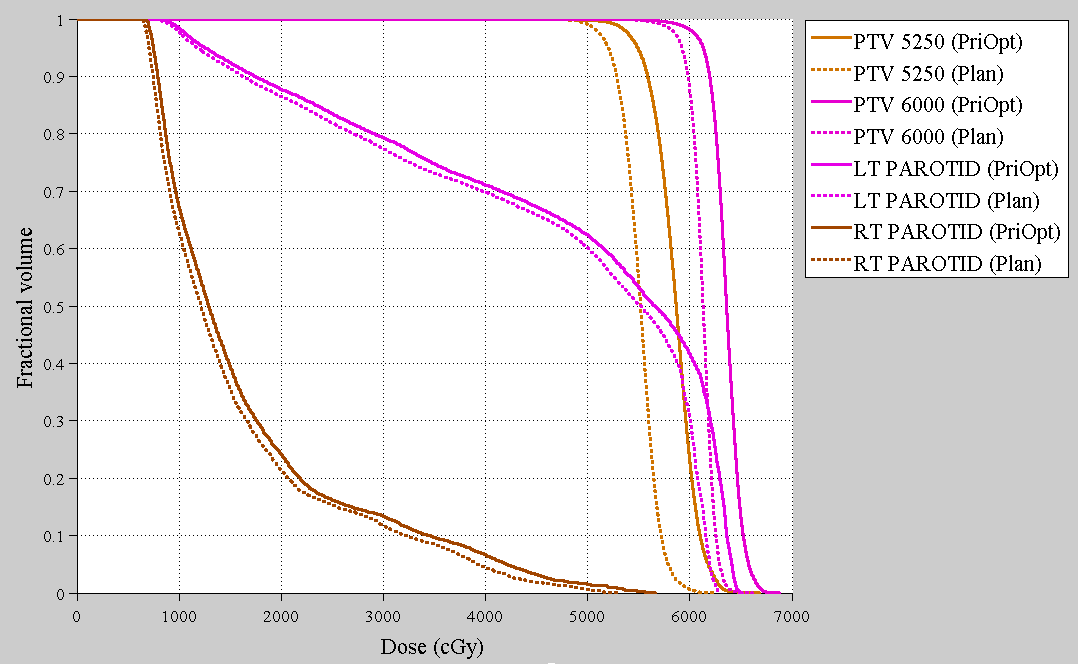 1
0.9
0.8
0.7
0.6
0.5
0.4
0.3
0.2
0.1
0
Fractional volume
0 1000 2000 3000 4000 5000 6000 7000
Dose (cGy)
PTV 5250 (PriOpt)
PTV 5250 (Plan)
PTV 6000 (PriOpt)
PTV 6000 (Plan)
LT PAROTID (PriOpt)
LT PAROTID (Plan)
RT PAROTID (PriOpt)
RT PAROTID (Plan)